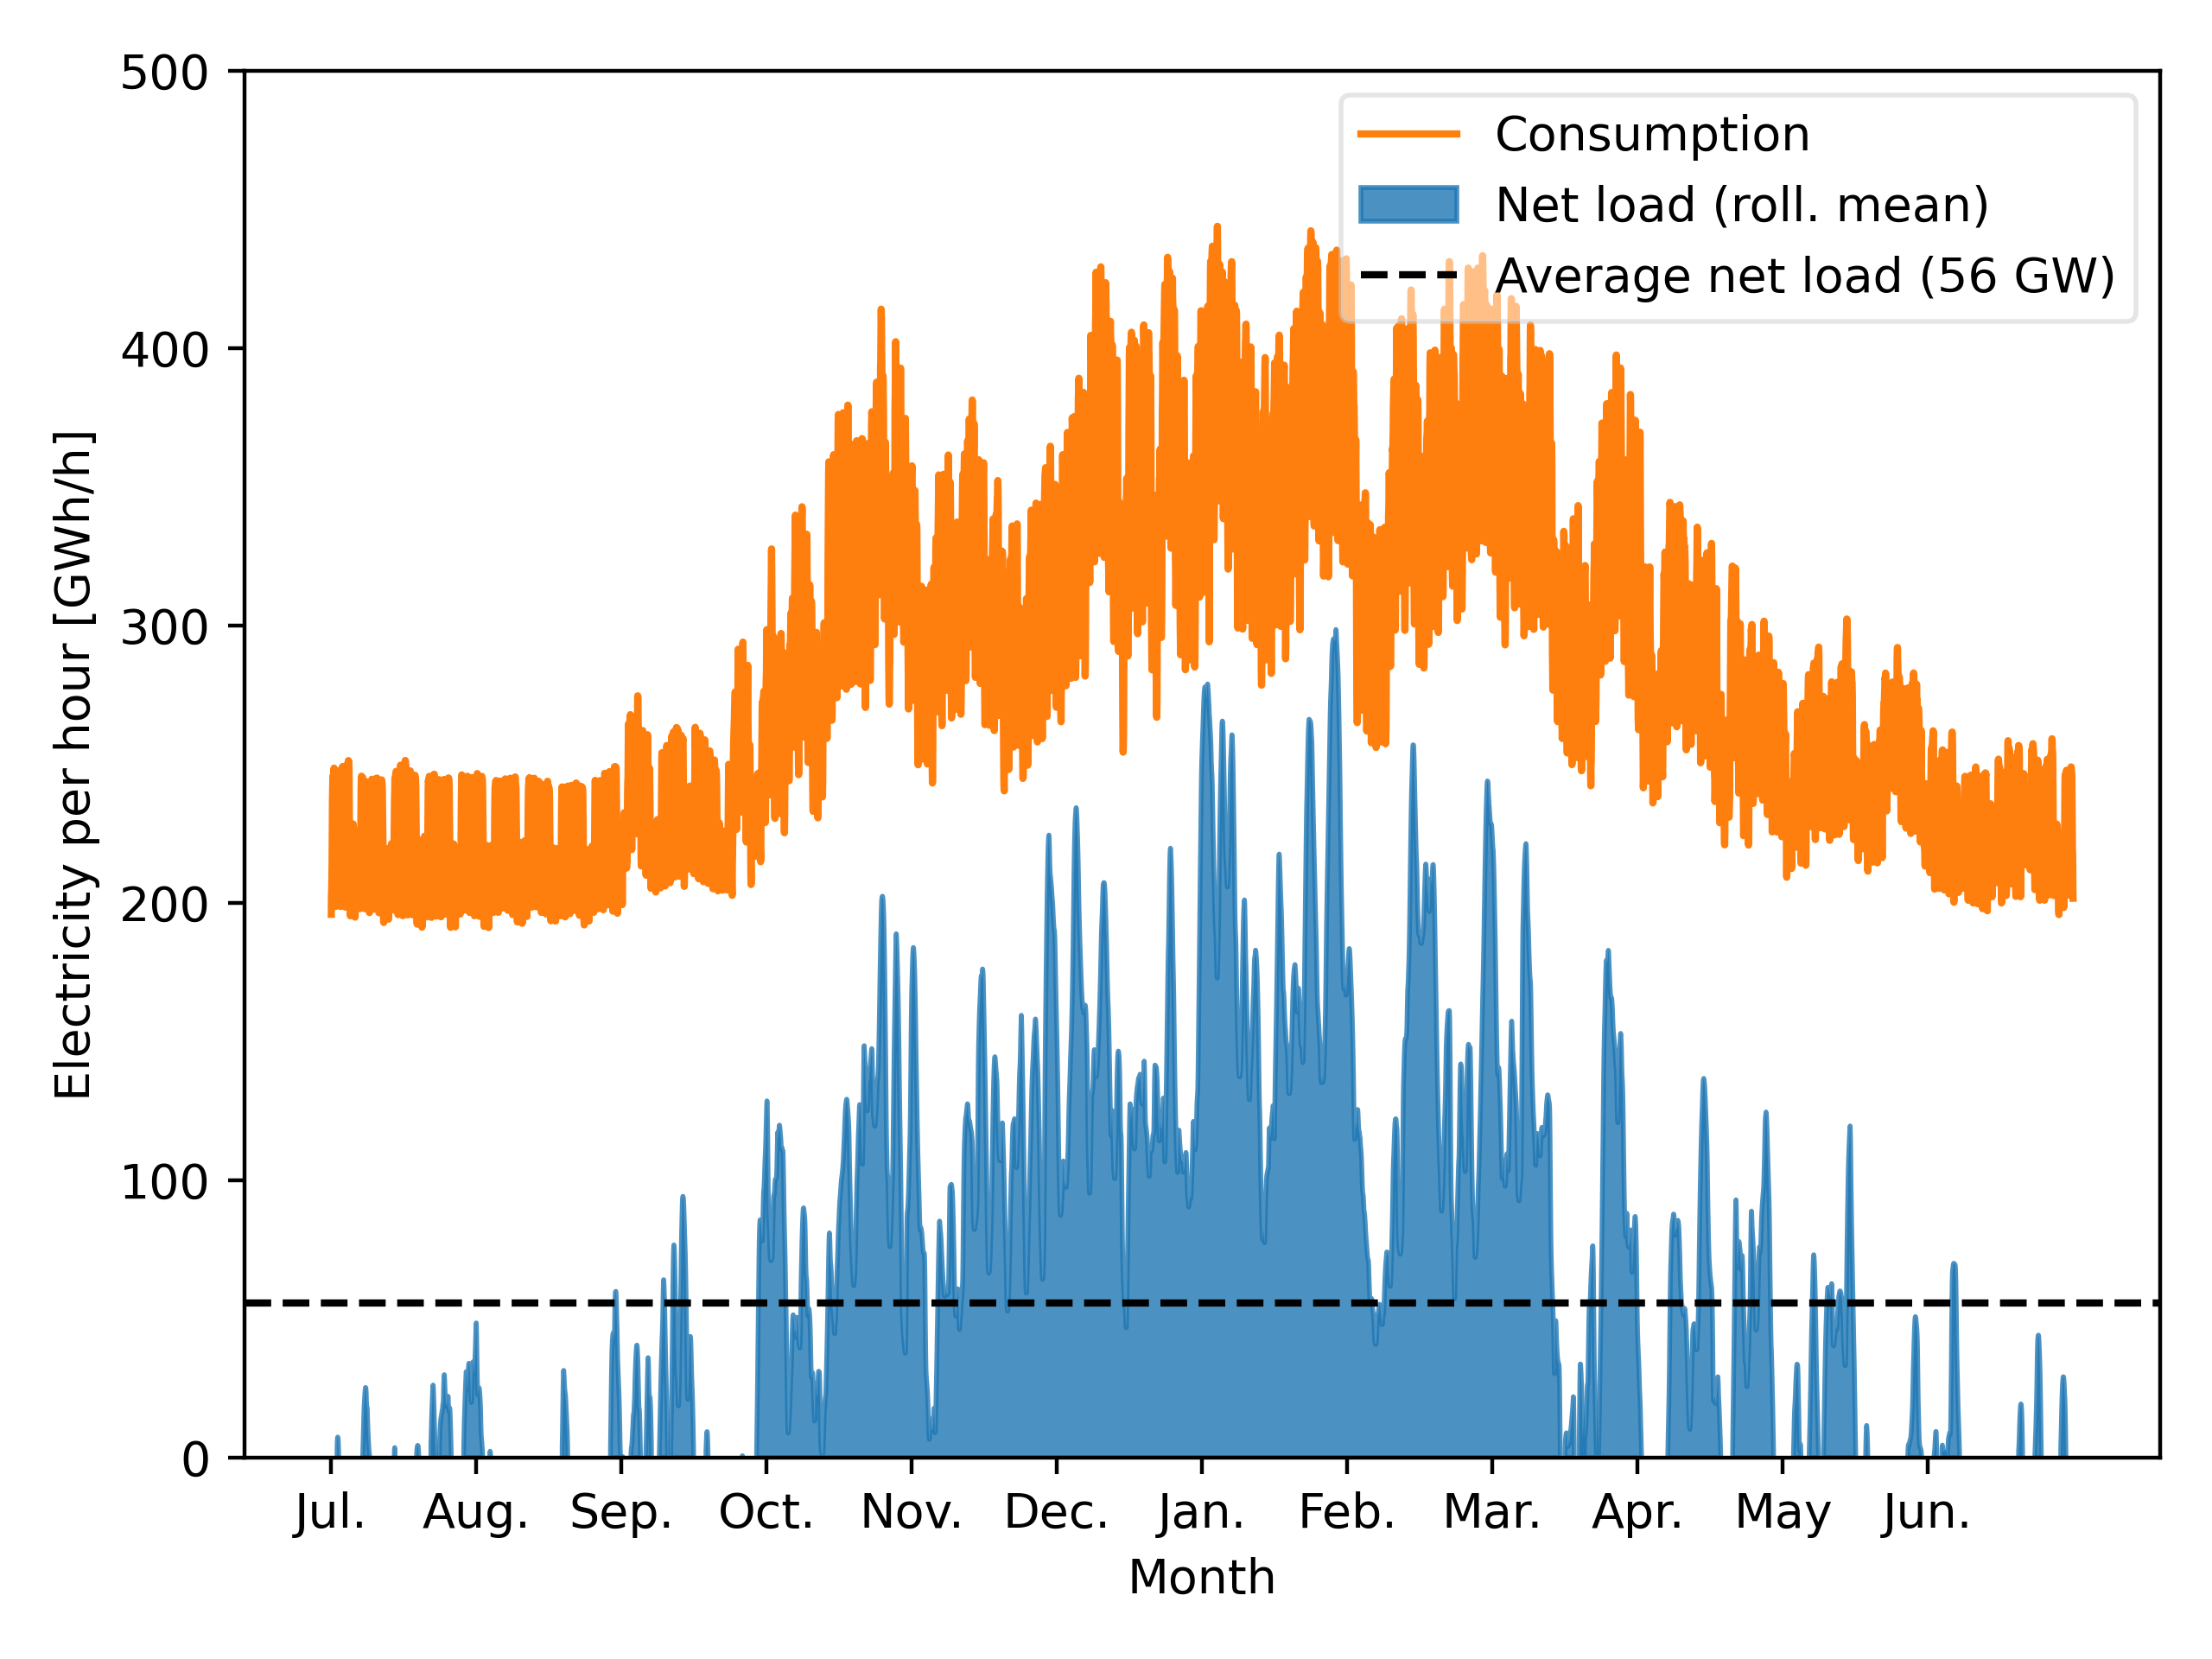 500
400
300
200
100
0
Electricity per hour [GWh/h]
Consumption
Net load (roll. mean)
Average net load (56 GW)
Jul. Aug. Sep. Oct. Nov. Dec. Jan. Feb. Mar. Apr. May Jun.
Month